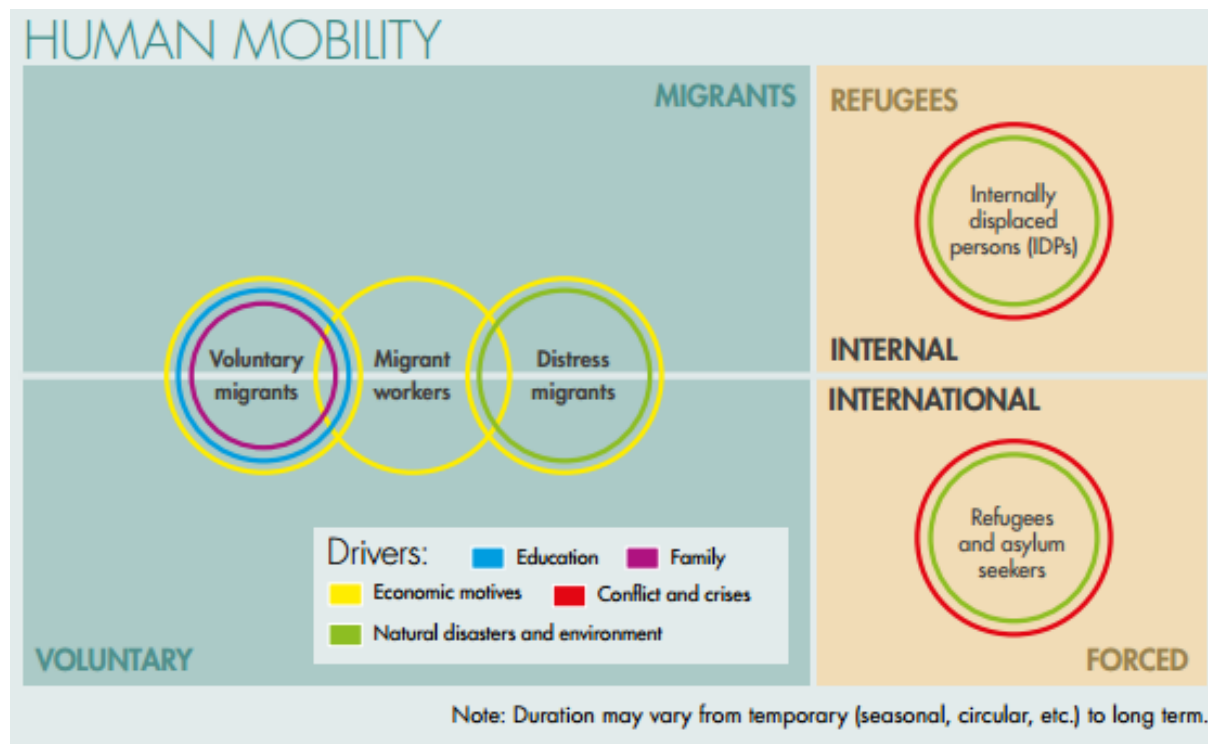 HUMAN MOBILITY
MIGRANTS
REFUGEES
Internally
displaced
persons (IDPs)
INTERNAL
Voluntary
migrants
Migrant
workers
Distress
migrants
INTERNATIONAL
Refugees
and asylum
seekers
Drivers:
Education
Family
Economic motives
Conflict and crises
Natural disasters and environment
VOLUNTARY
FORCED
Note: Duration may vary from temporary (seasonal, circular, etc.) to long term.